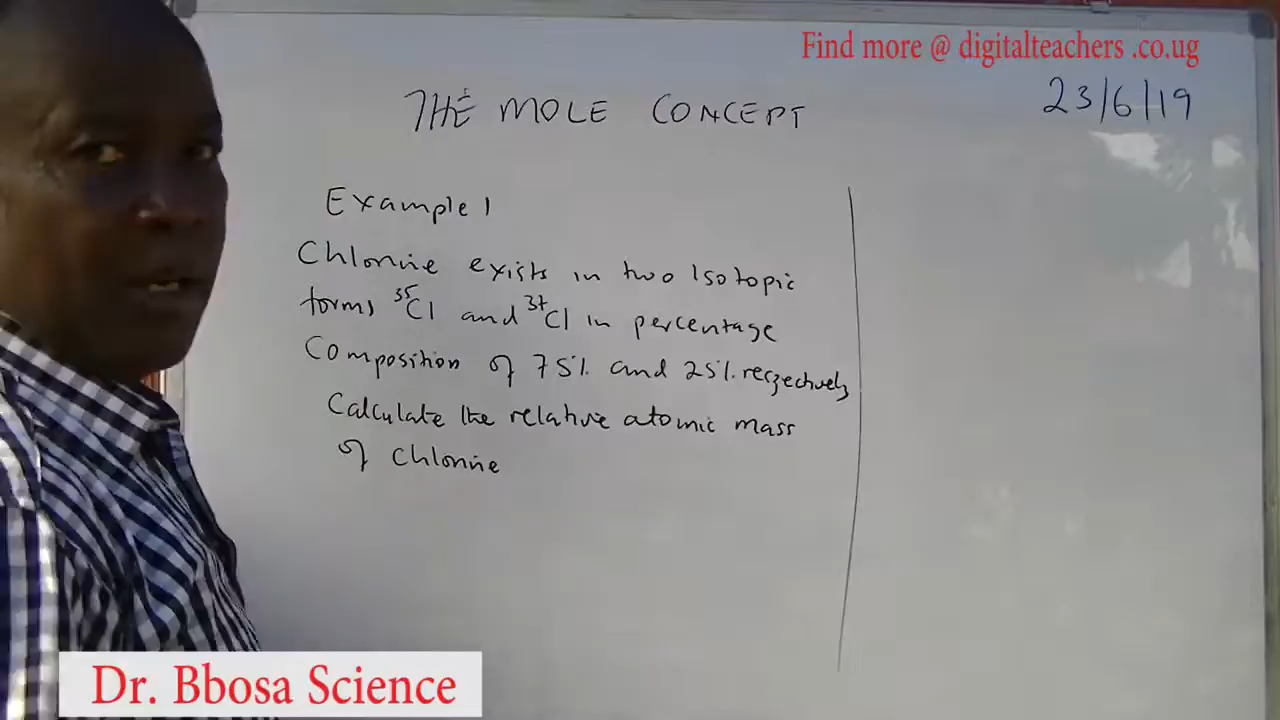 Find more @ digitalteachers .co.ug
THE MOLE CONCEPT
23/6/19
Example 1
Chlorine exists in two Isotopic
forms ³⁵Cl and ³⁷Cl in percentage
Composition of 75% and 25% respectively
Calculate the relative atomic mass
of chlorine
Dr. Bbosa Science